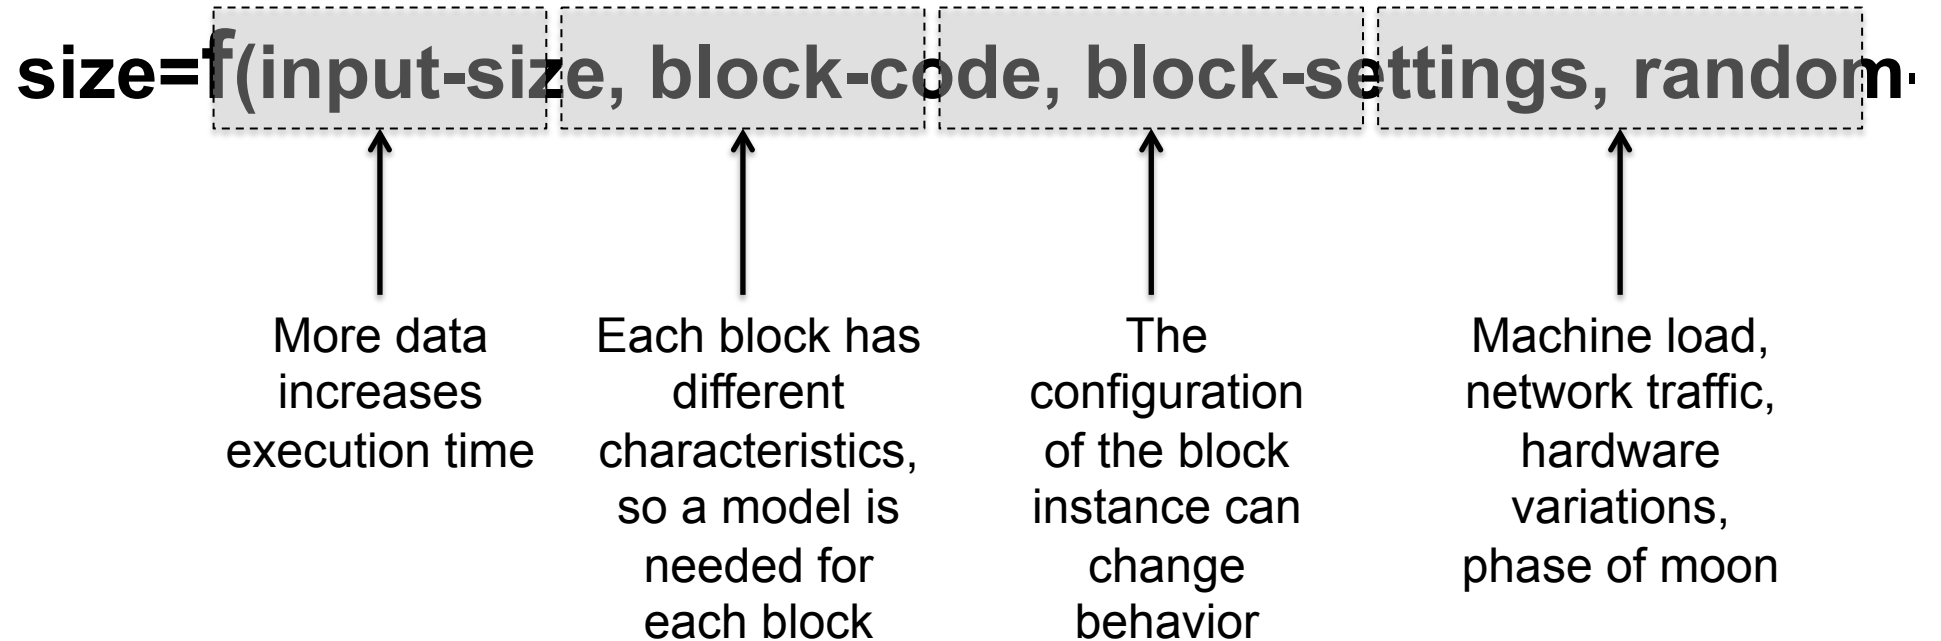 size=f(input-size, block-code, block-settings, random-
More data
increases
execution time
Each block has
different
characteristics,
so a model is
needed for
each block
The
configuration
of the block
instance can
change
behavior
Machine load,
network traffic,
hardware
variations,
phase of moon